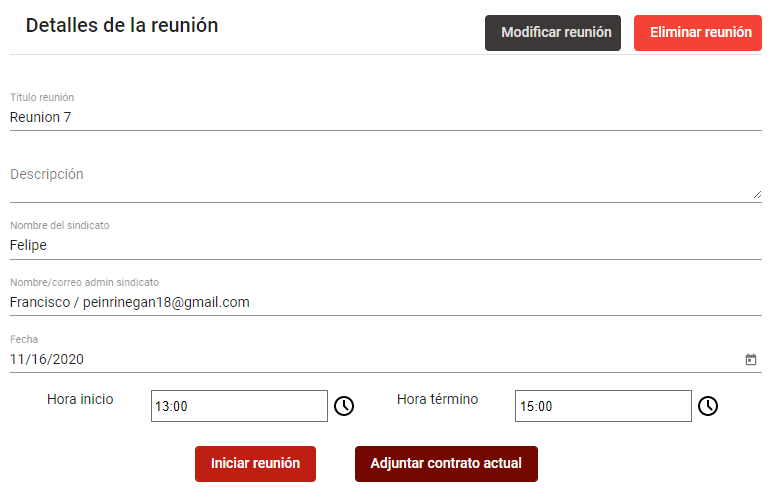 Detalles de la reunión
Modificar reunión
Eliminar reunión
Título reunión
Reunion 7
Descripción
Nombre del sindicato
Felipe
Nombre/correo admin sindicato
Francisco / peinrinegan18@gmail.com
Fecha
11/16/2020
Hora inicio
13:00
Hora término
15:00
Iniciar reunión
Adjuntar contrato actual